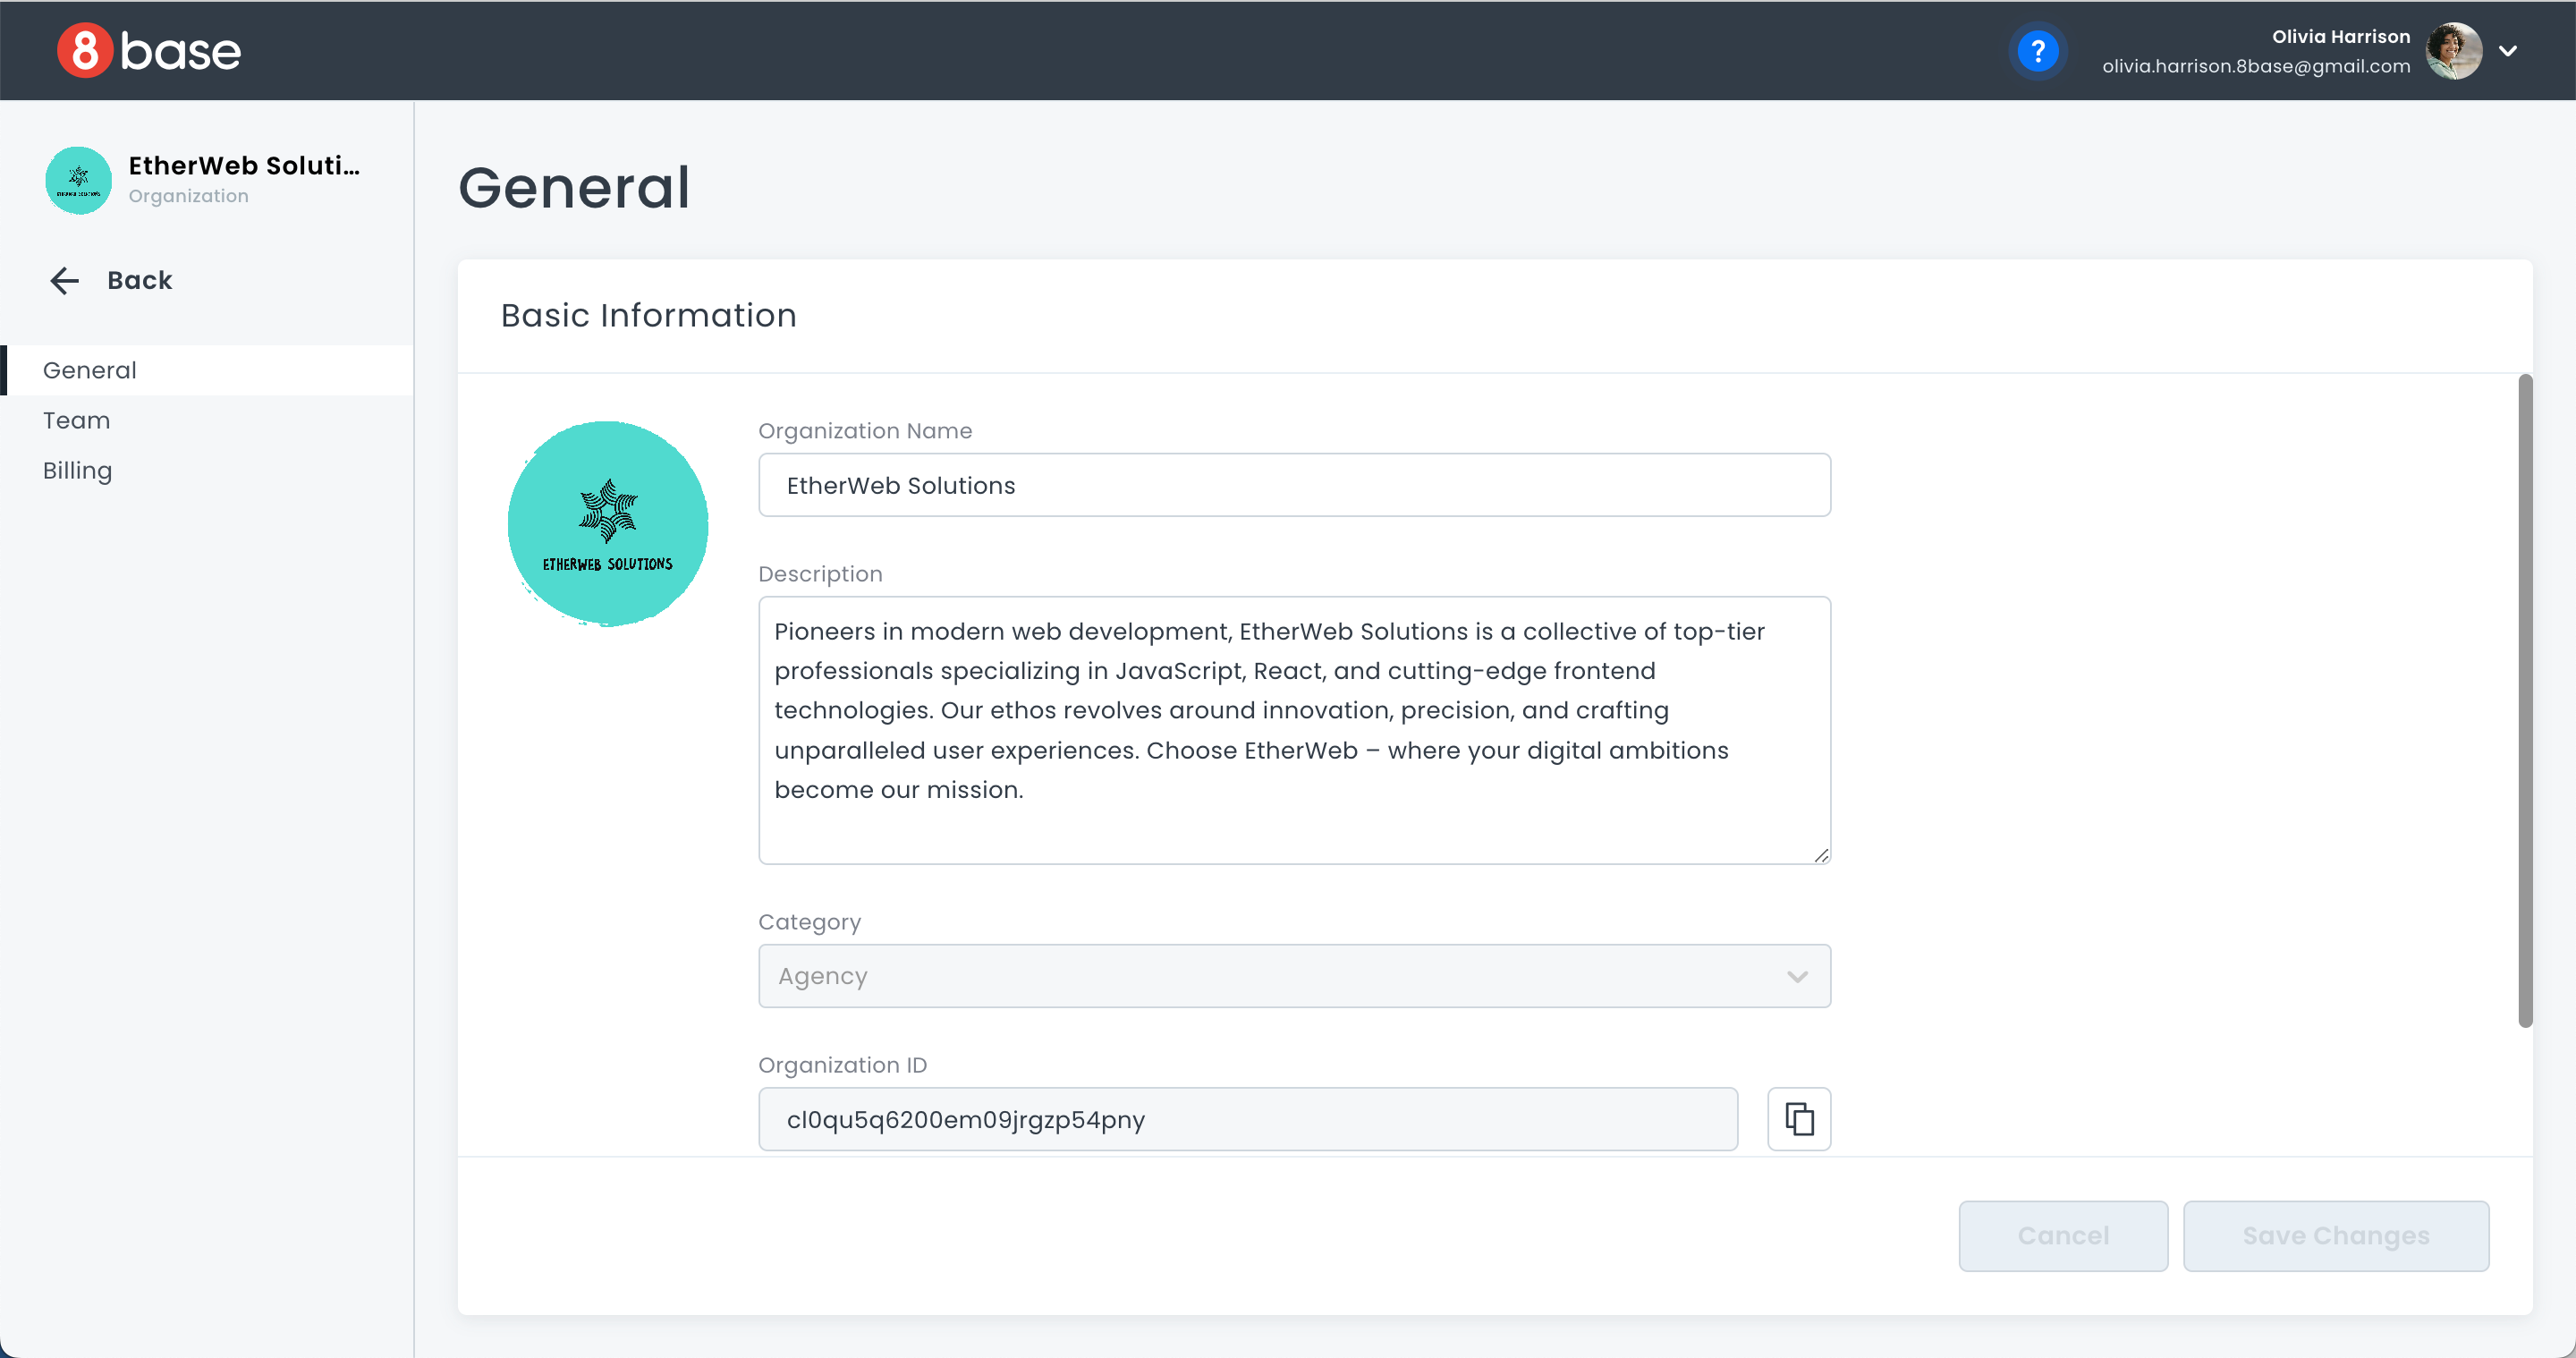 8base
?
Olivia Harrison
olivia.harrison.8base@gmail.com
EtherWeb Soluti...
Organization
Back
General
Team
Billing
General
Basic Information
ETHERWEB SOLUTIONS
Organization Name
EtherWeb Solutions
Description
Pioneers in modern web development, EtherWeb Solutions is a collective of top-tier
professionals specializing in JavaScript, React, and cutting-edge frontend
technologies. Our ethos revolves around innovation, precision, and crafting
unparalleled user experiences. Choose EtherWeb – where your digital ambitions
become our mission.
Category
Agency
Organization ID
cl0qu5q6200em09jrgzp54pny
Cancel
Save Changes